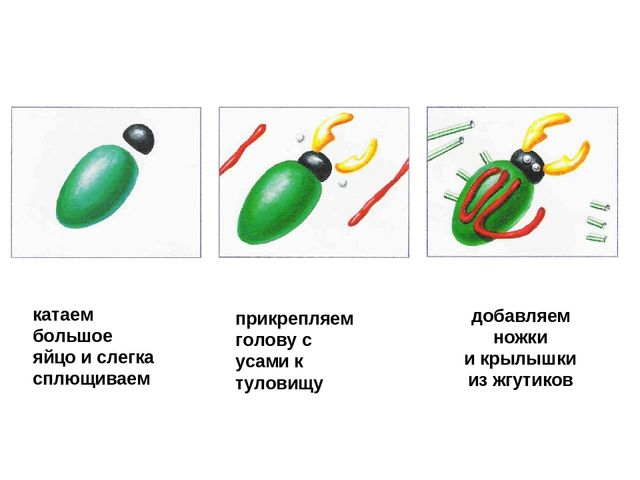 катаем
большое
яйцо и слегка
сплющиваем
прикрепляем
голову с
усами к
туловищу
добавляем
ножки
и крылышки
из жгутиков